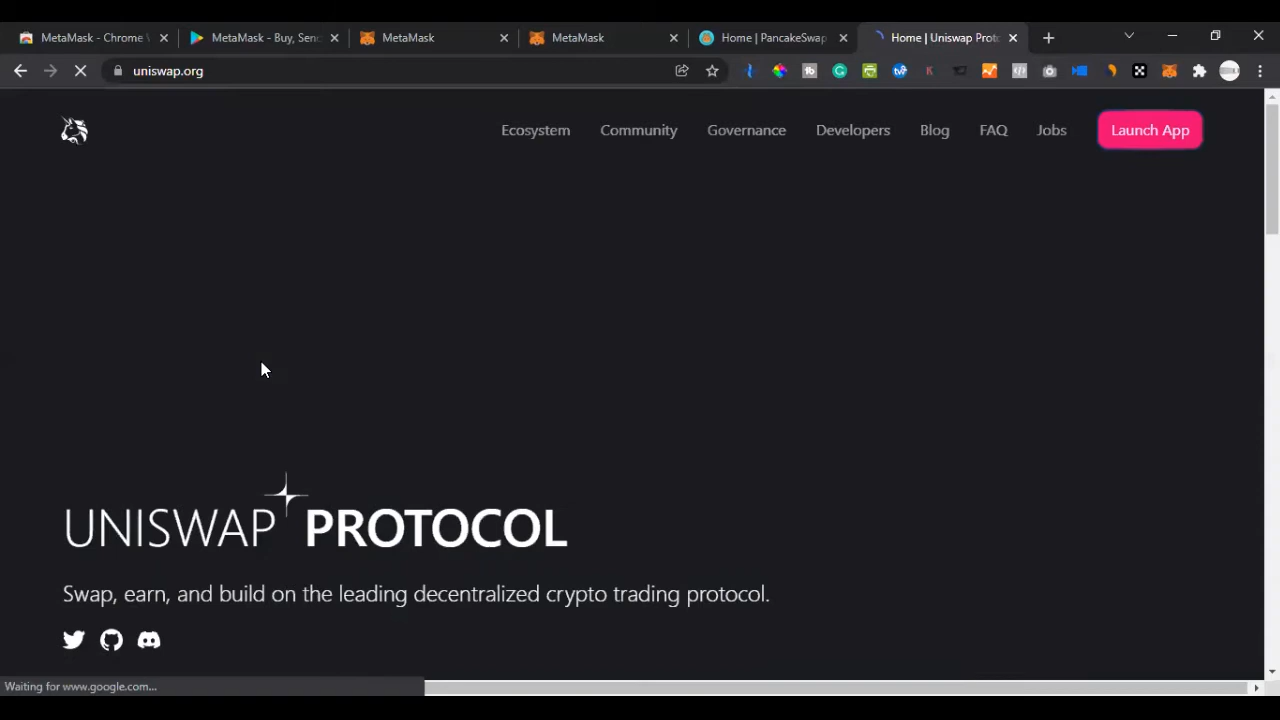 MetaMask - Chrome
MetaMask - Buy, Sen
MetaMask
MetaMask
Home | PancakeSwap
Home | Uniswap Proto
uniswap.org
Ecosystem
Community
Governance
Developers
Blog
FAQ
Jobs
Launch App
UNISWAP PROTOCOL
Swap, earn, and build on the leading decentralized crypto trading protocol.
Waiting for www.google.com...